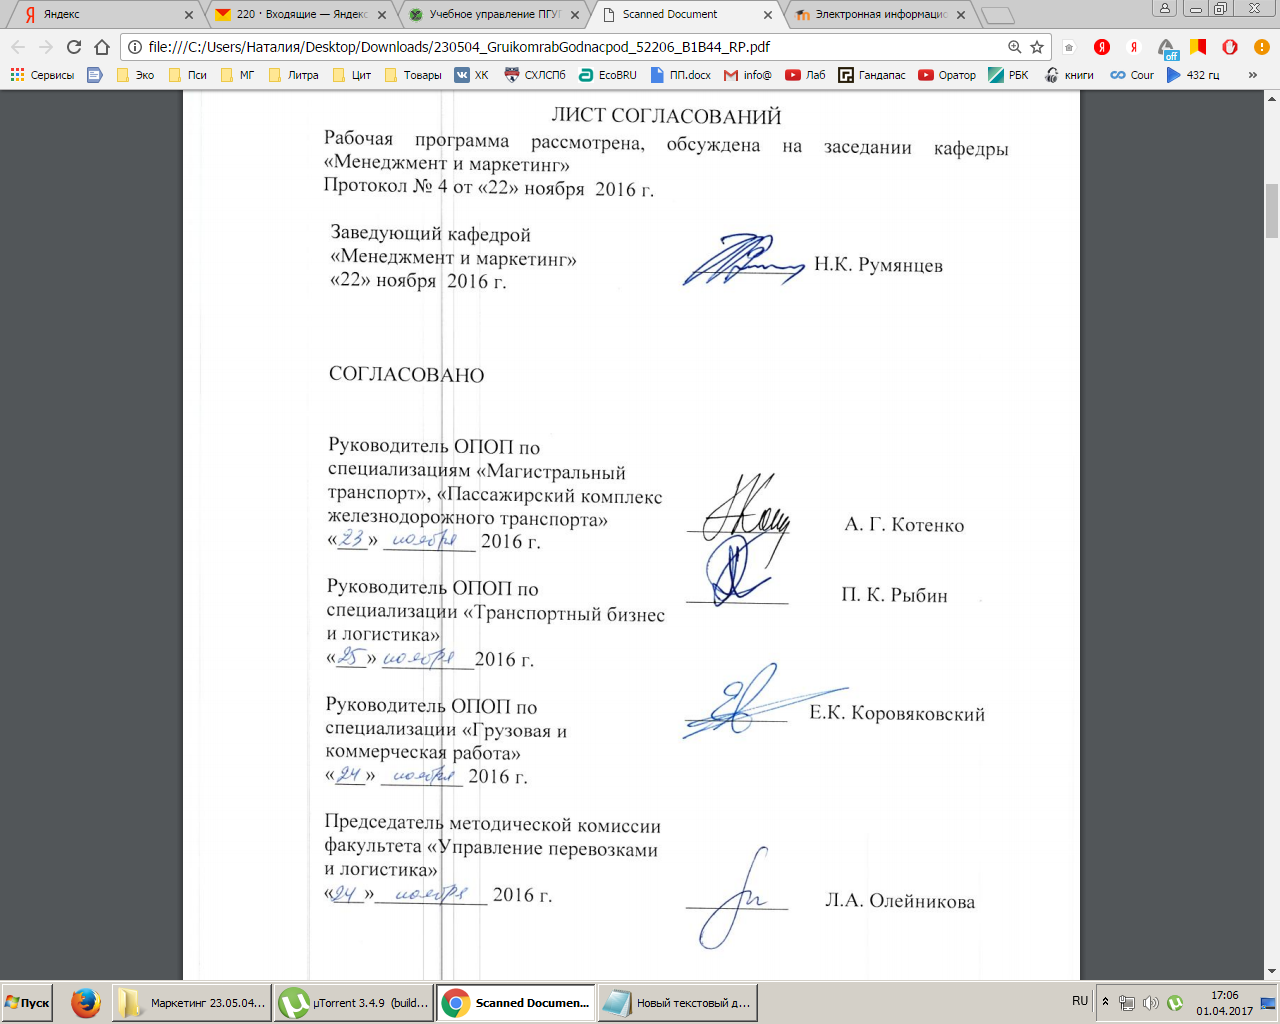 Яндекс
220 · Входящие — Яндекс
Учебное управление ПГУП
Scanned Document
Электронная информацио
file:///C:/Users/Наталия/Desktop/Downloads/230504_GruikomrabGodnacpod_52206_B1B44_RP.pdf
Сервисы Эко Пси МГ Литра Цит Товары ХК СХЛСПб EcoBRU ПП.docx info@ Лаб Гандапас Оратор РБК книги Cour 432 гц »
off
ЛИСТ СОГЛАСОВАНИЙ
Рабочая программа рассмотрена, обсуждена на заседании кафедры
«Менеджмент и маркетинг»
Протокол № 4 от «22» ноября 2016 г.
Заведующий кафедрой
«Менеджмент и маркетинг»
«22» ноября 2016 г.
Н.К. Румянцев
СОГЛАСОВАНО
Руководитель ОПОП по
специализациям «Магистральный
транспорт», «Пассажирский комплекс
железнодорожного транспорта»
«23» ноября 2016 г.
А. Г. Котенко
Руководитель ОПОП по
специализации «Транспортный бизнес
и логистика»
«25» ноября 2016 г.
П. К. Рыбин
Руководитель ОПОП по
специализации «Грузовая и
коммерческая работа»
«24» ноября 2016 г.
Е.К. Коровяковский
Председатель методической комиссии
факультета «Управление перевозками
и логистика»
«24» ноября 2016 г.
Л.А. Олейникова
Пуск
Маркетинг 23.05.04...
µTorrent 3.4.9 (build...
Scanned Documen...
Новый текстовый д...
RU
17:06
01.04.2017